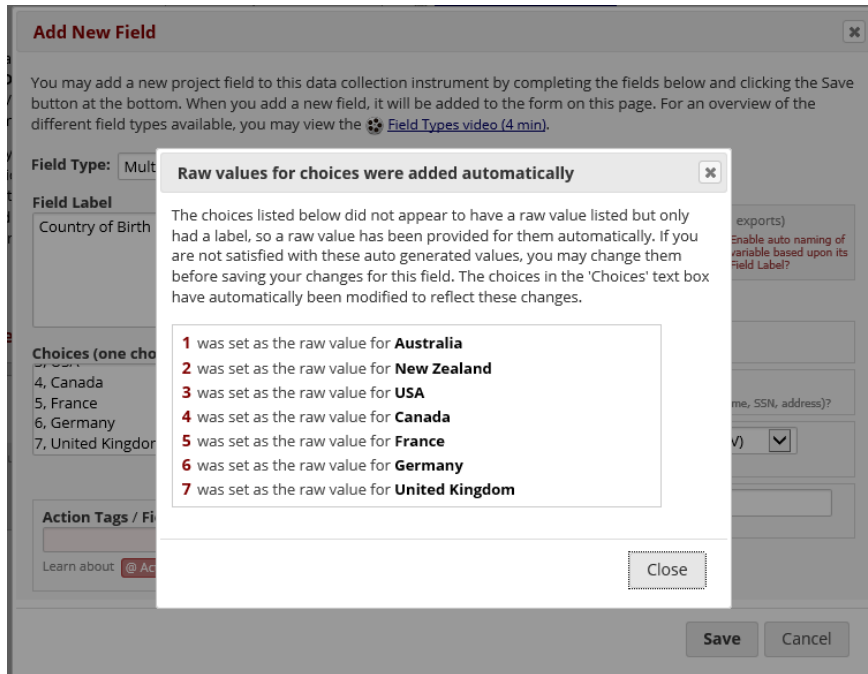 Add New Field
You may add a new project field to this data collection instrument by completing the fields below and clicking the Save
button at the bottom. When you add a new field, it will be added to the form on this page. For an overview of the
different field types available, you may view the Field Types video (4 min).
Field Type: Mult
Field Label
Country of Birth
exports)
Enable auto naming of
variable based upon its
Field Label?
Choices (one cho
3, USA
4, Canada
5, France
6, Germany
7, United Kingdom
me, SSN, address)?
V)
Action Tags / Fi
Learn about @ Ac
Raw values for choices were added automatically
The choices listed below did not appear to have a raw value listed but only
had a label, so a raw value has been provided for them automatically. If you
are not satisfied with these auto generated values, you may change them
before saving your changes for this field. The choices in the 'Choices' text box
have automatically been modified to reflect these changes.
1 was set as the raw value for Australia
2 was set as the raw value for New Zealand
3 was set as the raw value for USA
4 was set as the raw value for Canada
5 was set as the raw value for France
6 was set as the raw value for Germany
7 was set as the raw value for United Kingdom
Close
Save Cancel